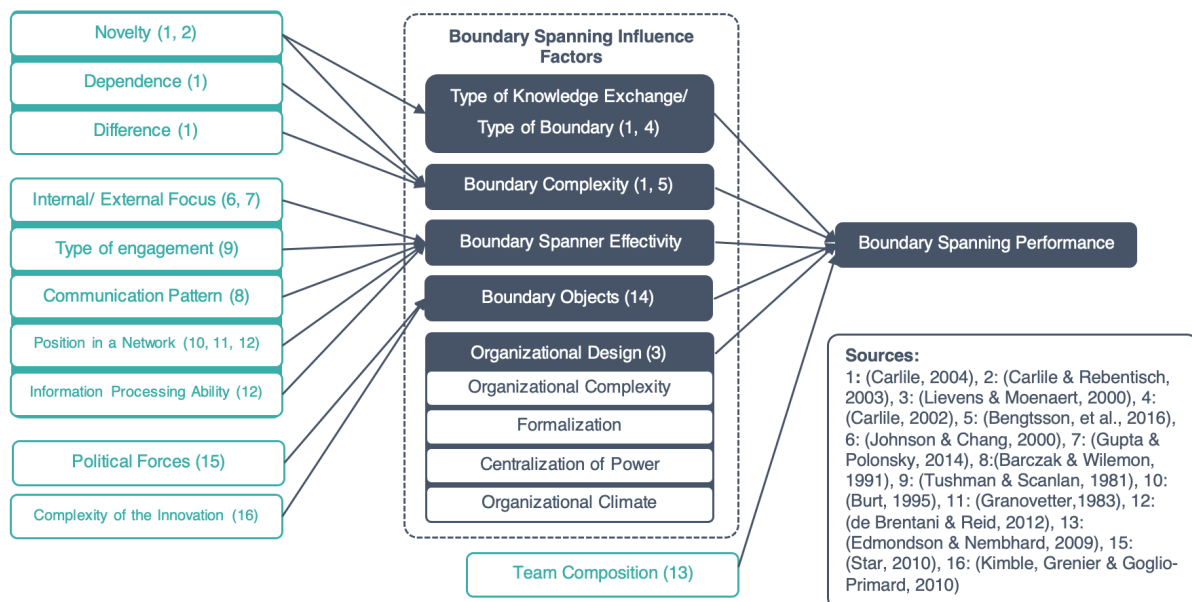 Novelty (1, 2)
Dependence (1)
Difference (1)
Internal/ External Focus (6, 7)
Type of engagement (9)
Communication Pattern (8)
Position in a Network (10, 11, 12)
Information Processing Ability (12)
Political Forces (15)
Complexity of the Innovation (16)
Boundary Spanning Influence
Factors
Type of Knowledge Exchange/
Type of Boundary (1, 4)
Boundary Complexity (1, 5)
Boundary Spanner Effectivity
Boundary Objects (14)
Organizational Design (3)
Organizational Complexity
Formalization
Centralization of Power
Organizational Climate
Team Composition (13)
Boundary Spanning Performance
Sources:
1: (Carlile, 2004), 2: (Carlile & Rebentisch,
2003), 3: (Lievens & Moenaert, 2000), 4:
(Carlile, 2002), 5: (Bengtsson, et al., 2016),
6: (Johnson & Chang, 2000), 7: (Gupta &
Polonsky, 2014), 8:(Barczak & Wilemon,
1991), 9: (Tushman & Scanlan, 1981), 10:
(Burt, 1995), 11: (Granovetter,1983), 12:
(de Brentani & Reid, 2012), 13:
(Edmondson & Nembhard, 2009), 15:
(Star, 2010), 16: (Kimble, Grenier & Goglio-
Primard, 2010)